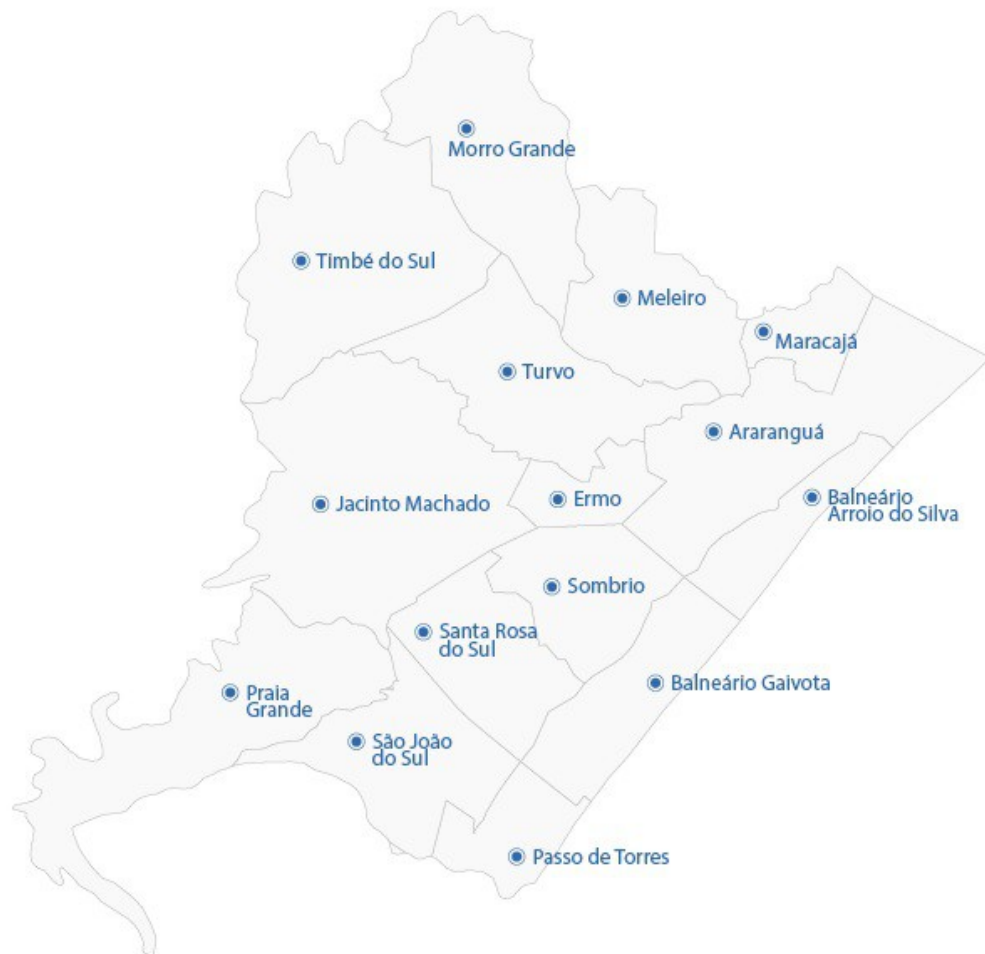 Morro Grande
Timbé do Sul
Meleiro
Maracajá
Turvo
Araranguá
Jacinto Machado
Ermo
Balneário
Arroio do Silva
Sombrio
Santa Rosa
do Sul
Balneário Gaivota
Praia
Grande
São João
do Sul
Passo de Torres